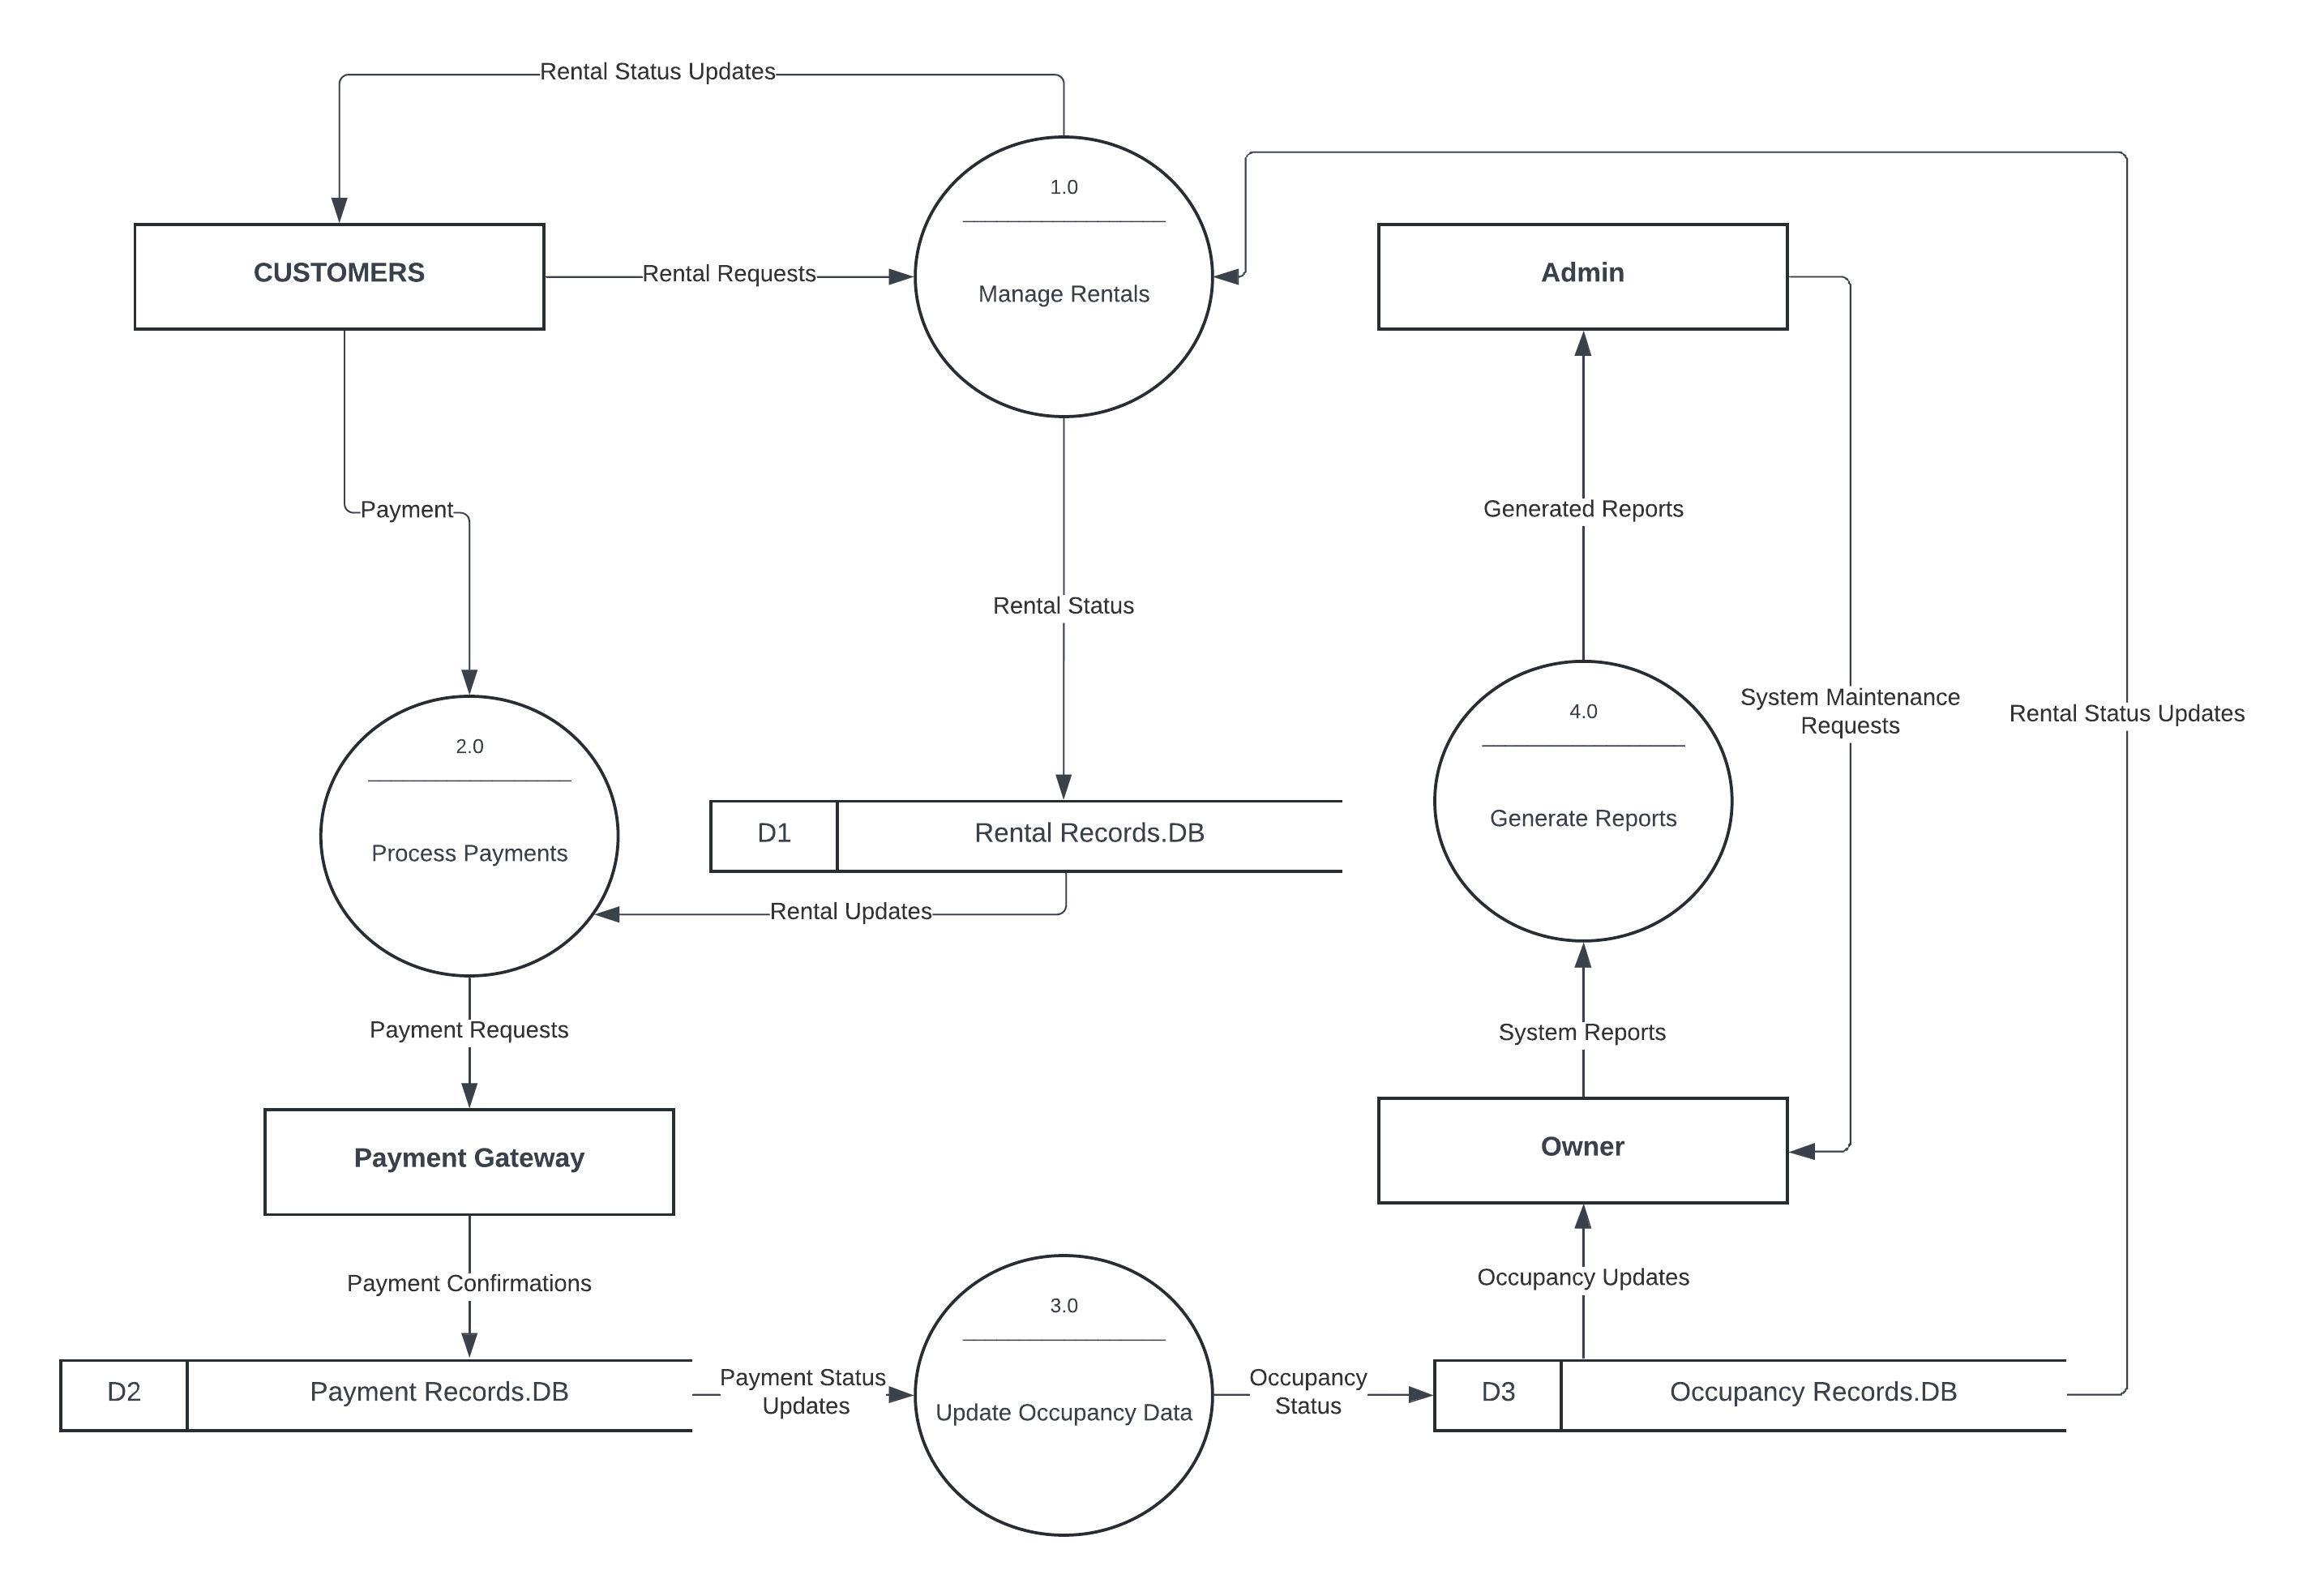 Rental Status Updates
1.0
CUSTOMERS
Rental Requests
Manage Rentals
Admin
Payment
Generated Reports
Rental Status
System Maintenance
Requests
Rental Status Updates
2.0
Process Payments
4.0
Generate Reports
D1
Rental Records.DB
Rental Updates
Payment Requests
System Reports
Payment Gateway
Owner
Payment Confirmations
Occupancy Updates
3.0
D2
Payment Records.DB
Payment Status
Updates
Update Occupancy Data
Occupancy
Status
D3
Occupancy Records.DB